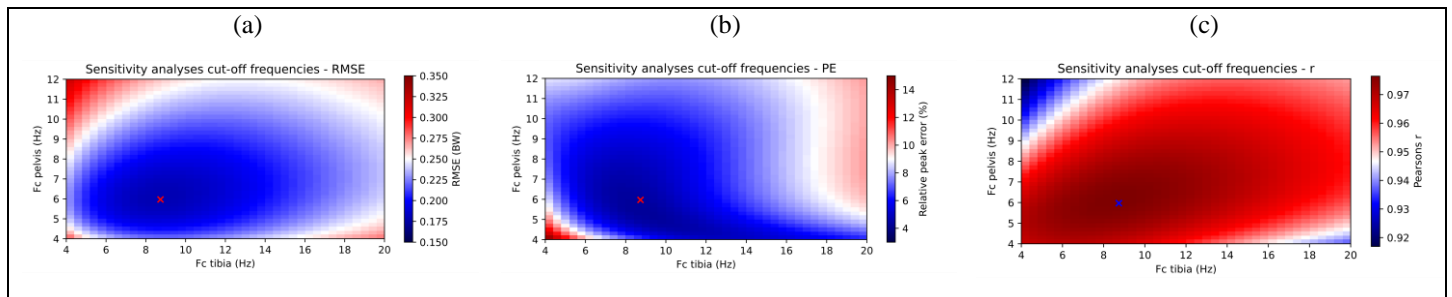 (a)
Sensitivity analyses cut-off frequencies - RMSE
12
11
10
9
8
7
6
5
4
Fc pelvis (Hz)
4 6 8 10 12 14 16 18 20
Fc tibia (Hz)
0.350
0.325
0.300
0.275
0.250
0.225
0.200
0.175
0.150
RMSE (BW)
(b)
Sensitivity analyses cut-off frequencies - PE
12
11
10
9
8
7
6
5
4
Fc pelvis (Hz)
4 6 8 10 12 14 16 18 20
Fc tibia (Hz)
14
12
10
8
6
4
Relative peak error (%)
(c)
Sensitivity analyses cut-off frequencies - r
12
11
10
9
8
7
6
5
4
Fc pelvis (Hz)
4 6 8 10 12 14 16 18 20
Fc tibia (Hz)
0.97
0.96
0.95
0.94
0.93
0.92
Pearsons r